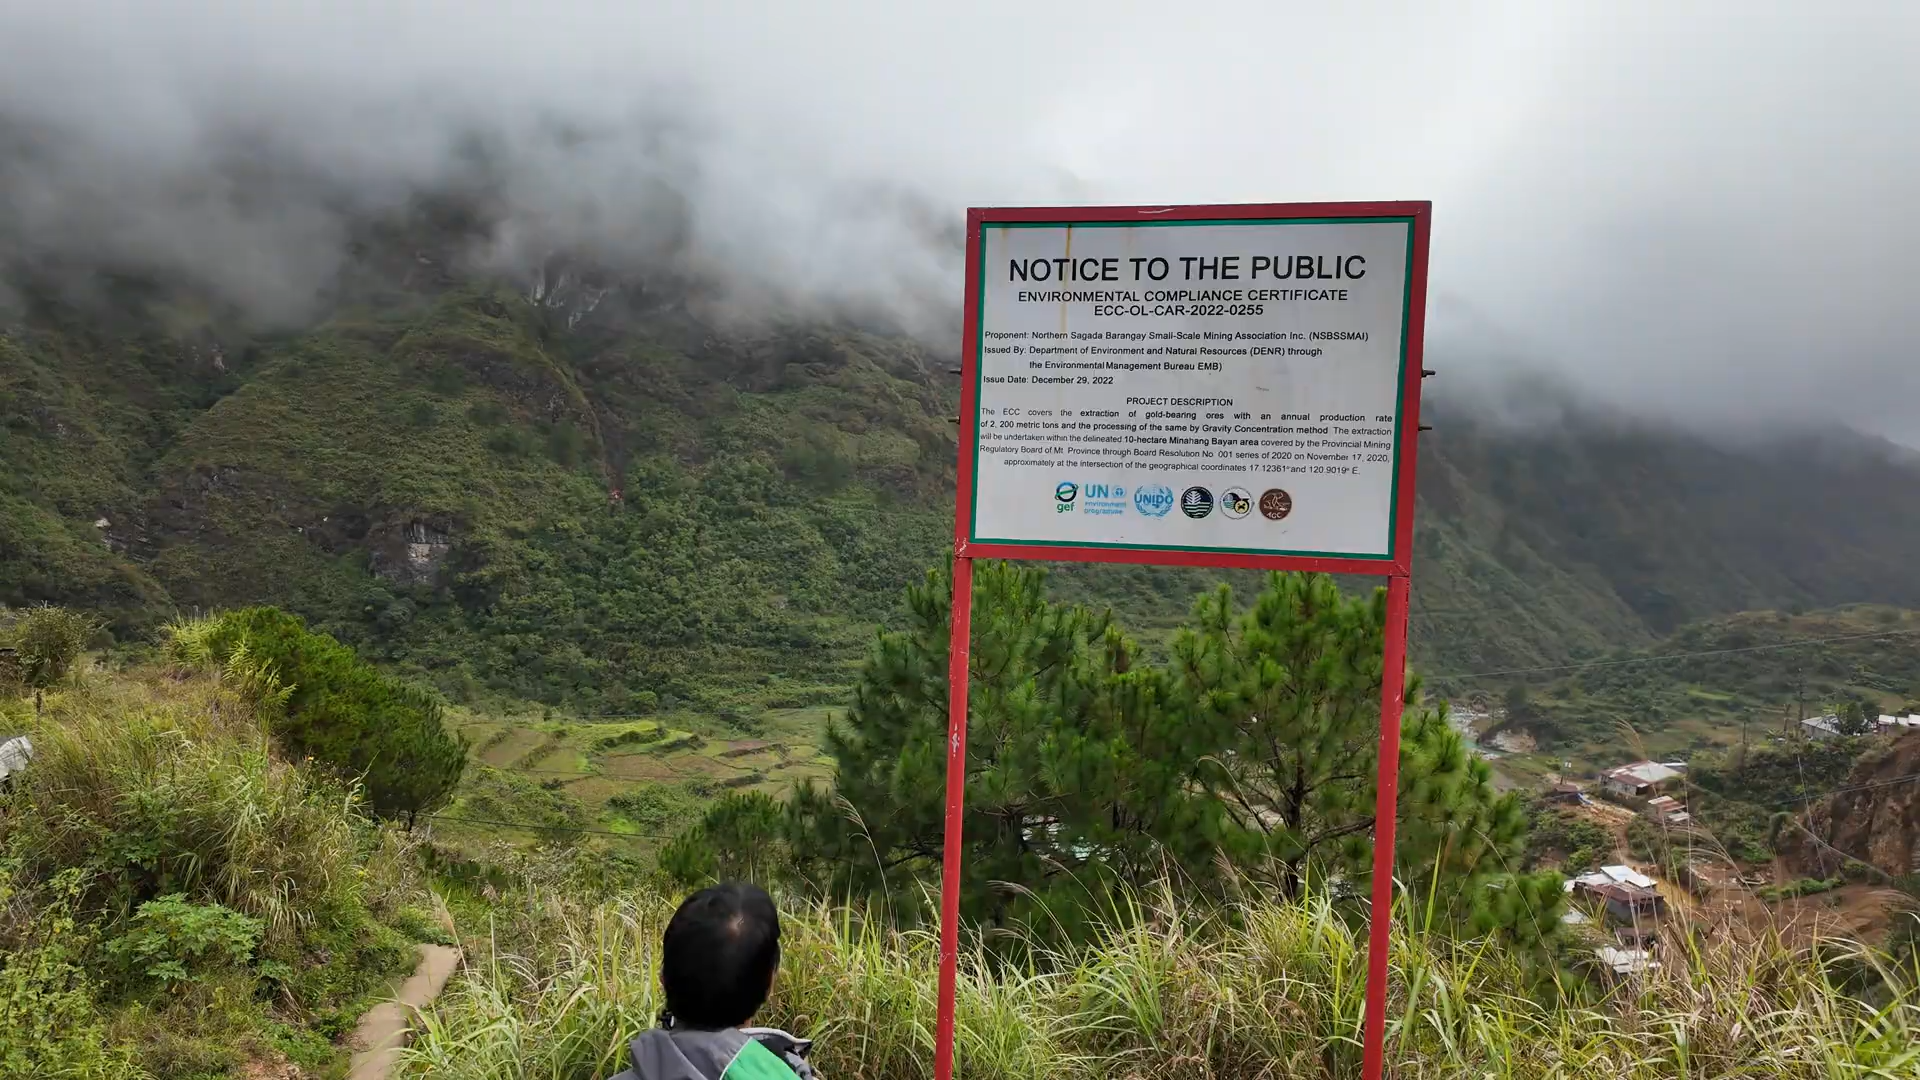 NOTICE TO THE PUBLIC
ENVIRONMENTAL COMPLIANCE CERTIFICATE
ECC-OL-CAR-2022-0255
Proponent: Northern Sagada Barangay Small-Scale Mining Association Inc. (NSBSSMAI)
Issued By: Department of Environment and Natural Resources (DENR) through
the Environmental Management Bureau EMB)
Issue Date: December 29, 2022
PROJECT DESCRIPTION
The ECC covers the extraction of gold-bearing ores with an annual production rate
of 2, 200 metric tons and the processing of the same by Gravity Concentration method. The extraction
will be undertaken within the delineated 10-hectare Minahang Bayan area covered by the Provincial Mining
Regulatory Board of Mt. Province through Board Resolution No. 001 series of 2020 on November 17, 2020,
approximately at the intersection of the geographical coordinates 17.12361° and 120.9019° E.
gef
UN
environment
programme
UNIDO
AGC